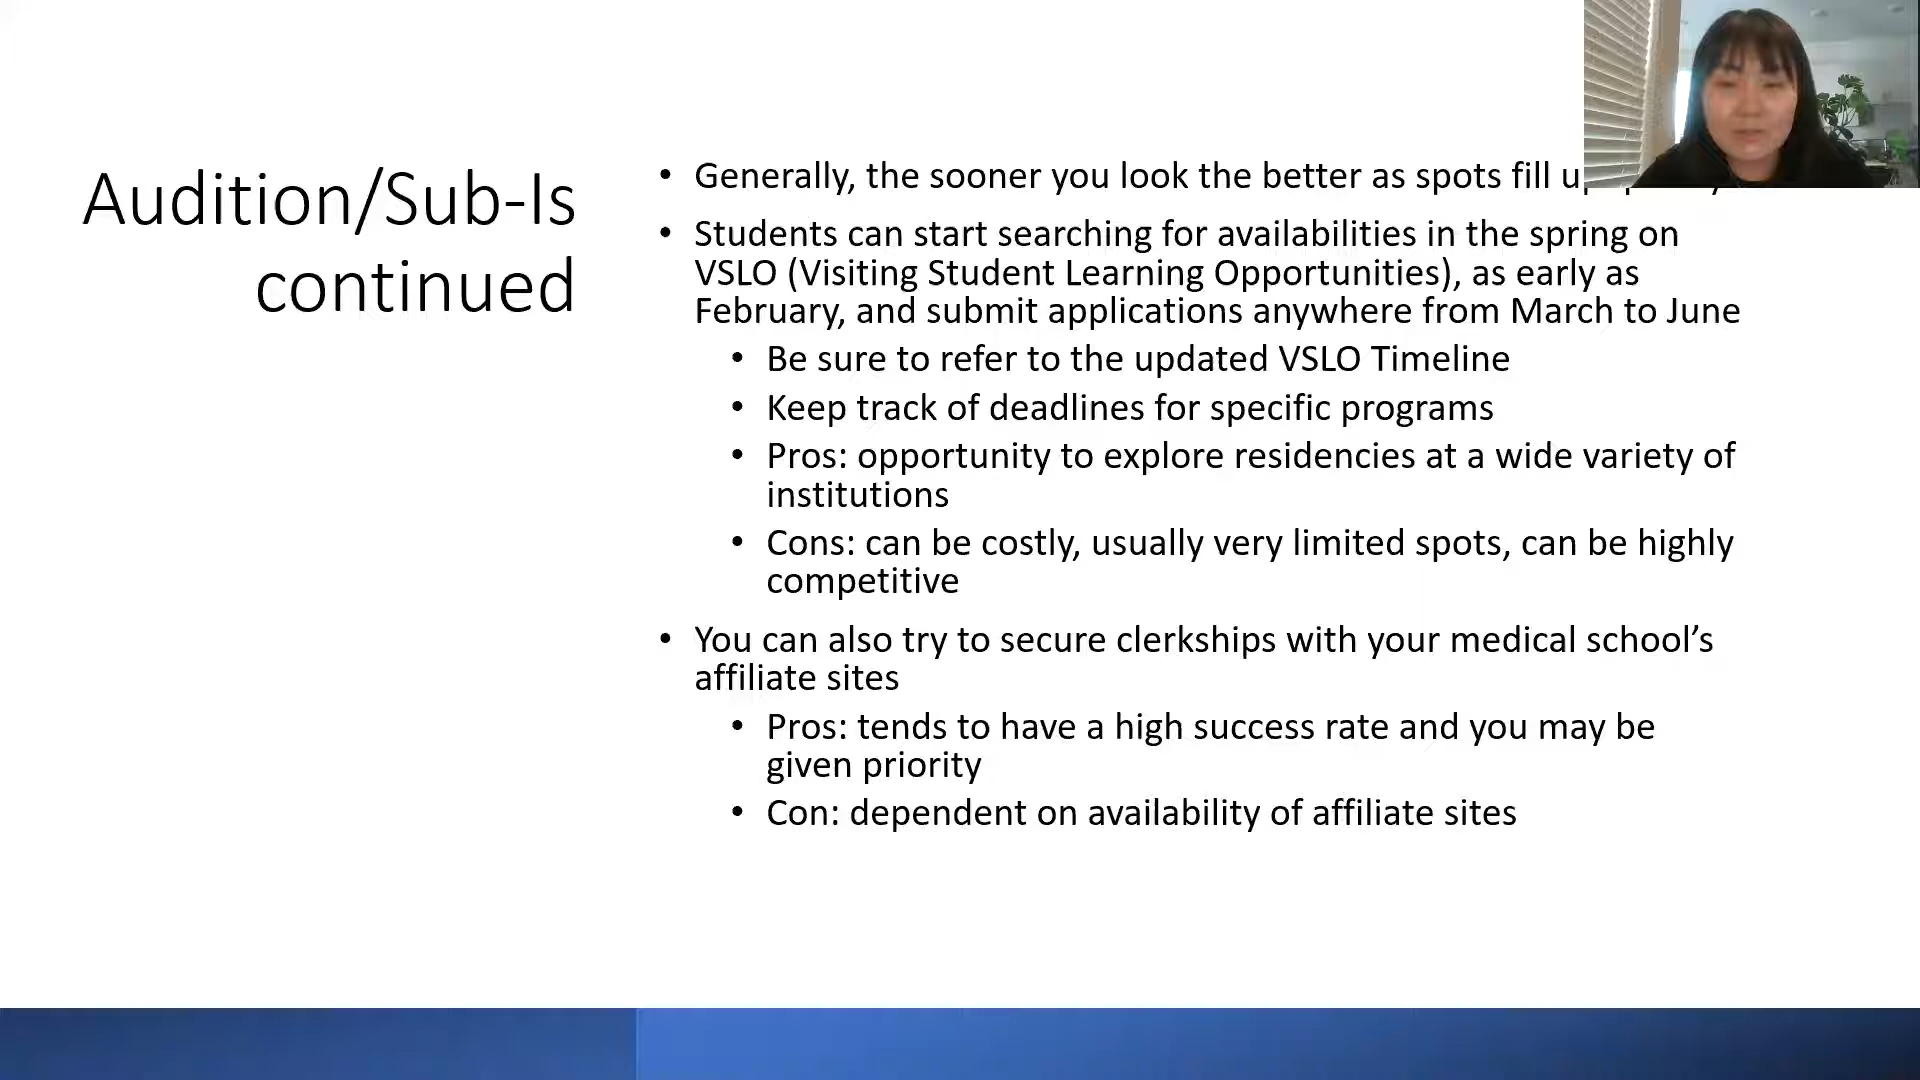 Audition/Sub-Is
continued
• Generally, the sooner you look the better as spots fill
• Students can start searching for availabilities in the spring on
VSLO (Visiting Student Learning Opportunities), as early as
February, and submit applications anywhere from March to June
• Be sure to refer to the updated VSLO Timeline
• Keep track of deadlines for specific programs
• Pros: opportunity to explore residencies at a wide variety of
institutions
• Cons: can be costly, usually very limited spots, can be highly
competitive
• You can also try to secure clerkships with your medical school’s
affiliate sites
• Pros: tends to have a high success rate and you may be
given priority
• Con: dependent on availability of affiliate sites